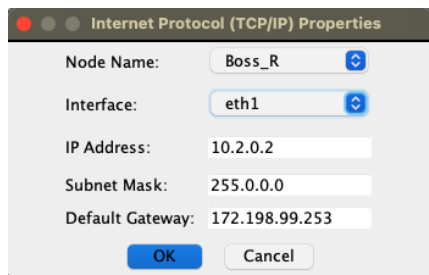 Internet Protocol (TCP/IP) Properties
Node Name: Boss_R
Interface: eth1
IP Address: 10.2.0.2
Subnet Mask: 255.0.0.0
Default Gateway: 172.198.99.253
OK Cancel